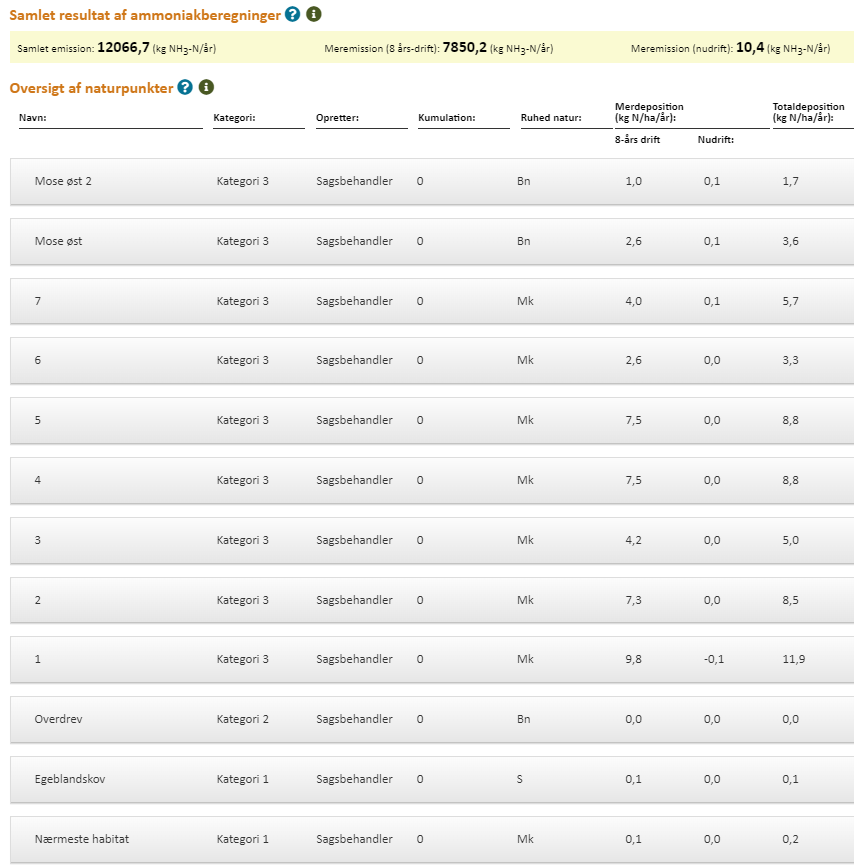 Samlet resultat af ammoniakberegninger ? i
Samlet emission: 12066,7 (kg NH3-N/år) Meremission (8 års-drift): 7850,2 (kg NH3-N/år) Meremission (nudrift): 10,4 (kg NH3-N/år)
Oversigt af naturpunkter ? i
Navn: Kategori: Opretter: Kumulation: Ruhed natur: Merdeposition (kg N/ha/år): Totaldeposition (kg N/ha/år):
8-års drift Nudrift:
Mose øst 2 Kategori 3 Sagsbehandler 0 Bn 1,0 0,1 1,7
Mose øst Kategori 3 Sagsbehandler 0 Bn 2,6 0,1 3,6
7 Kategori 3 Sagsbehandler 0 Mk 4,0 0,1 5,7
6 Kategori 3 Sagsbehandler 0 Mk 2,6 0,0 3,3
5 Kategori 3 Sagsbehandler 0 Mk 7,5 0,0 8,8
4 Kategori 3 Sagsbehandler 0 Mk 7,5 0,0 8,8
3 Kategori 3 Sagsbehandler 0 Mk 4,2 0,0 5,0
2 Kategori 3 Sagsbehandler 0 Mk 7,3 0,0 8,5
1 Kategori 3 Sagsbehandler 0 Mk 9,8 -0,1 11,9
Overdrev Kategori 2 Sagsbehandler 0 Bn 0,0 0,0 0,0
Egeblandskov Kategori 1 Sagsbehandler 0 S 0,1 0,0 0,1
Nærmeste habitat Kategori 1 Sagsbehandler 0 Mk 0,1 0,0 0,2